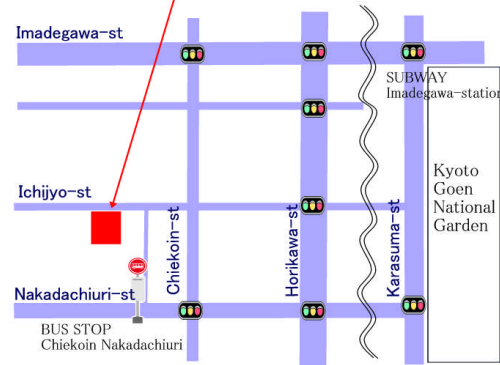 Imadegawa-st
SUBWAY
Imadegawa-station
Kyoto
Goen
National
Garden
Ichijyo-st
Chiekoin-st
Horikawa-st
Karasuma-st
Nakadachiuri-st
BUS STOP
Chiekoin Nakadachiuri